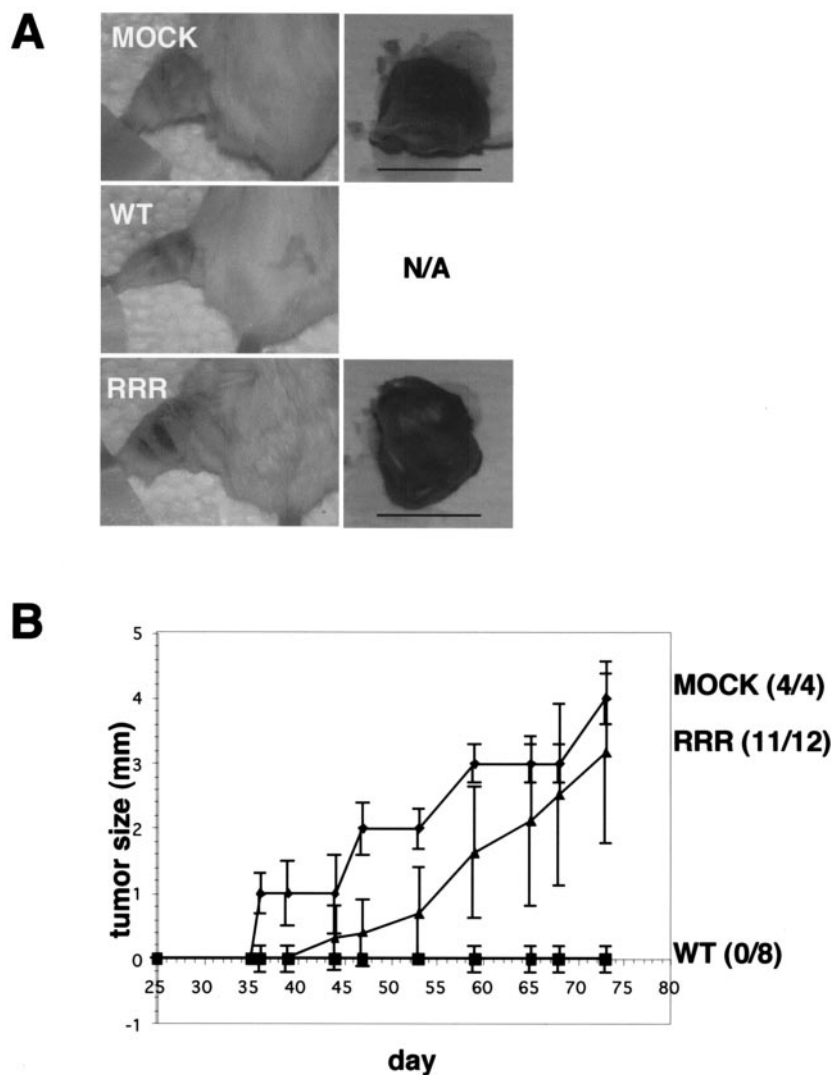 A
MOCK
WT
N/A
RRR
B
5
4
3
2
1
0
-1
tumor size (mm)
25 30 35 40 45 50 55 60 65 70 75 80
day
MOCK (4/4)
RRR (11/12)
WT (0/8)